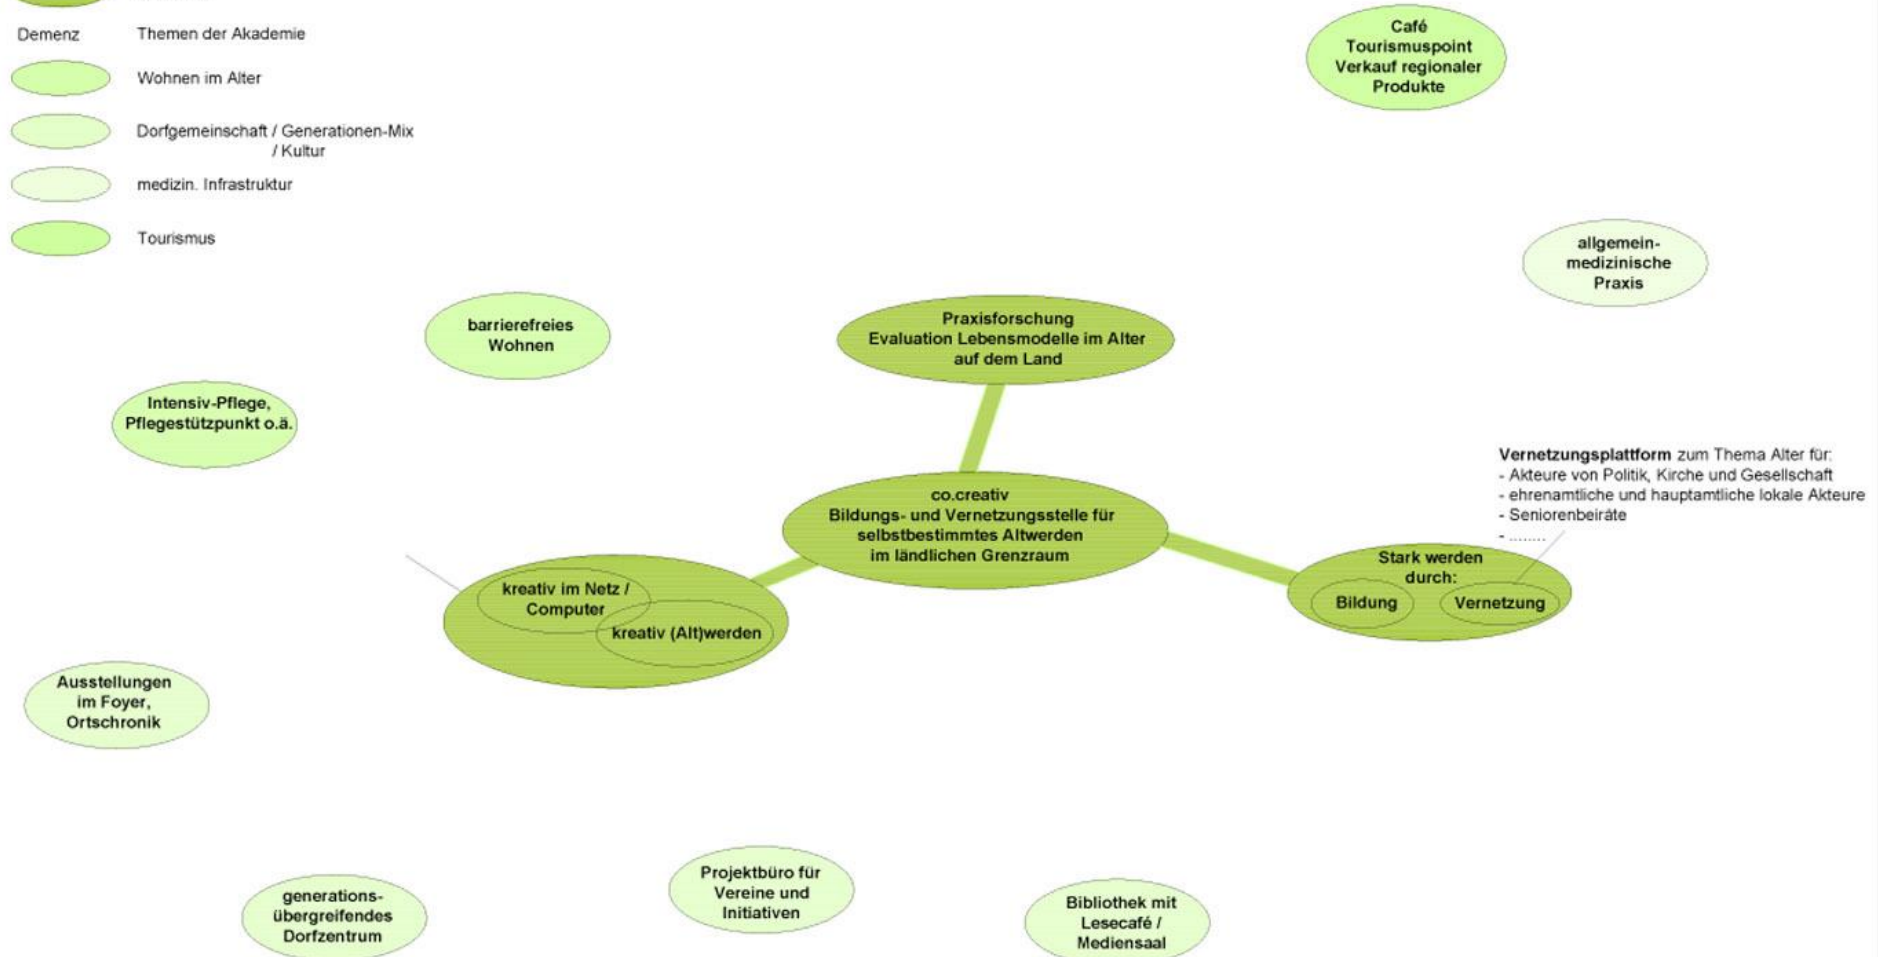 Demenz
Themen der Akademie
Wohnen im Alter
Dorfgemeinschaft / Generationen-Mix
/ Kultur
medizin. Infrastruktur
Tourismus
Café
Tourismuspoint
Verkauf regionaler
Produkte
allgemein-
medizinische
Praxis
barrierefreies
Wohnen
Praxisforschung
Evaluation Lebensmodelle im Alter
auf dem Land
Intensiv-Pflege,
Pflegestützpunkt o.ä.
Vernetzungsplattform zum Thema Alter für:
- Akteure von Politik, Kirche und Gesellschaft
- ehrenamtliche und hauptamtliche lokale Akteure
- Seniorenbeiräte
- ........
co.creativ
Bildungs- und Vernetzungsstelle für
selbstbestimmtes Altwerden
im ländlichen Grenzraum
Stark werden
durch:
Bildung
Vernetzung
kreativ im Netz /
Computer
kreativ (Alt)werden
Ausstellungen
im Foyer,
Ortschronik
generations-
übergreifendes
Dorfzentrum
Projektbüro für
Vereine und
Initiativen
Bibliothek mit
Lesecafé /
Mediensaal